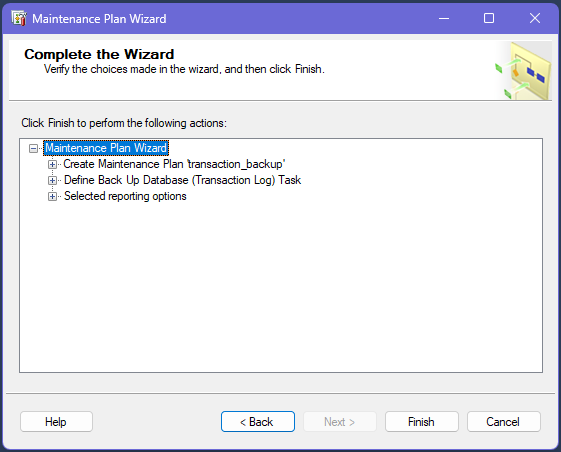 Maintenance Plan Wizard
Complete the Wizard
Verify the choices made in the wizard, and then click Finish.
Click Finish to perform the following actions:
Maintenance Plan Wizard
Create Maintenance Plan 'transaction_backup'
Define Back Up Database (Transaction Log) Task
Selected reporting options
Help
< Back
Next >
Finish
Cancel